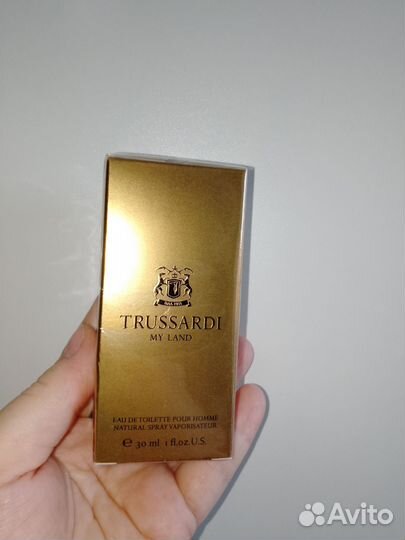 TRUSSARDI
MY LAND
EAU DE TOILETTE POUR HOMME
NATURAL SPRAY VAPORISATEUR
e 30 ml 1 fl.oz.U.S.
Avito